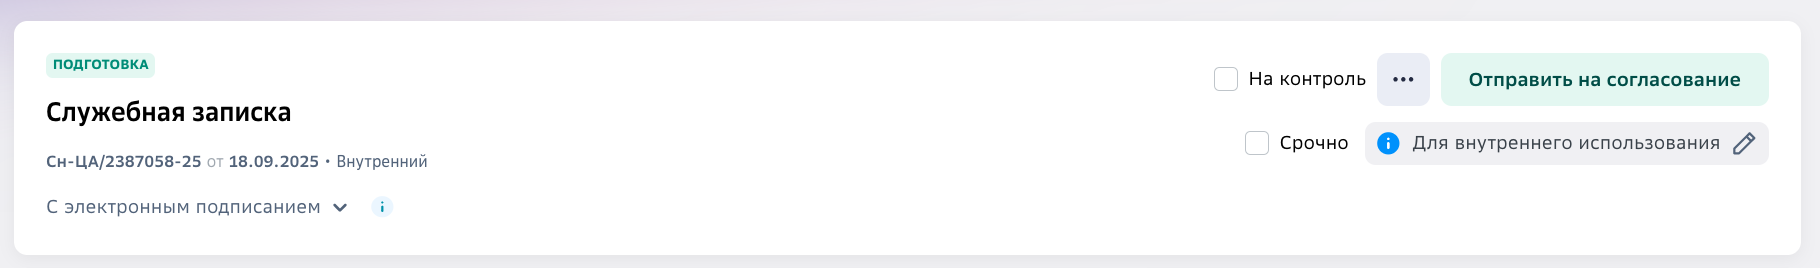 ПОДГОТОВКА
Служебная записка
Сн-ЦА/2387058-25 от 18.09.2025 • Внутренний
С электронным подписанием
На контроль
Отправить на согласование
Срочно
Для внутреннего использования